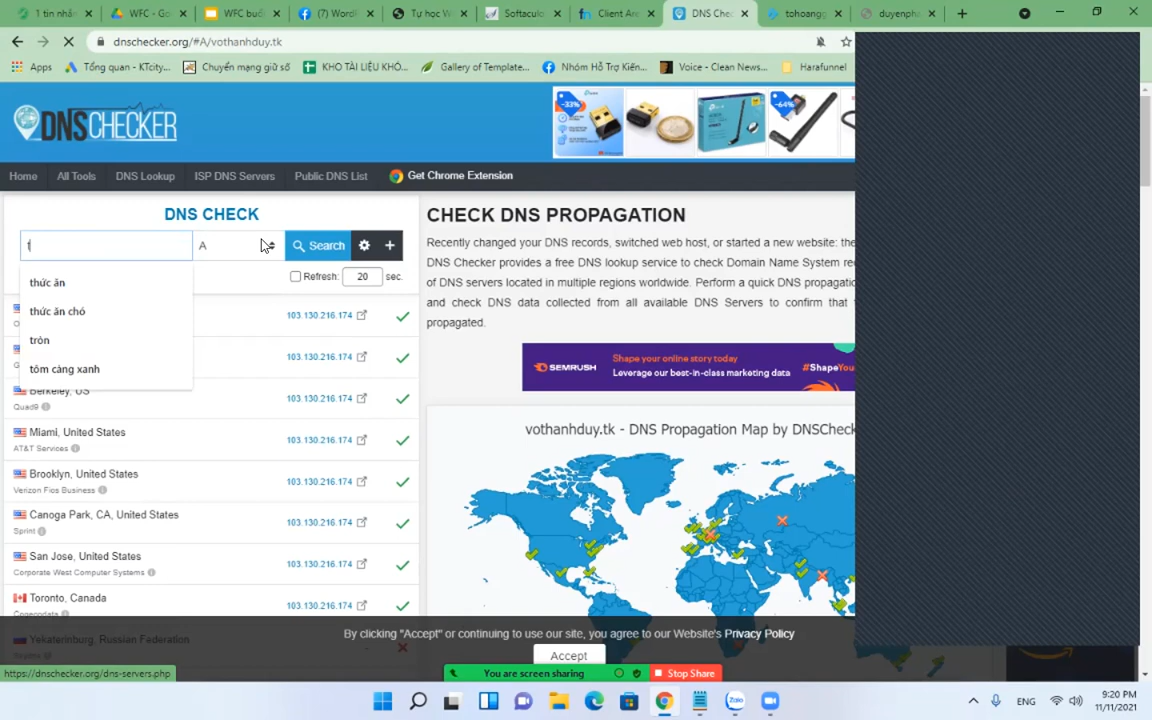 1 tin nhắn
WFC - Go
WFC buổi
(7) WordP
Tự học W
Softaculo
Client Are
DNS Chec
tohoangg
duyenphu
dnschecker.org/#A/vothanhduy.tk
Apps
Tổng quan - KTcity...
Chuyển mạng giữ số
KHO TÀI LIỆU KHÓ...
Gallery of Template...
Nhóm Hỗ Trợ Kiến...
Voice - Clean News...
Harafunnel
DNSCHECKER
-33%
-64%
Home
All Tools
DNS Lookup
ISP DNS Servers
Public DNS List
Get Chrome Extension
DNS CHECK
t
A
Search
+
Refresh:
20
sec.
thức ăn
thức ăn chó
tròn
tôm càng xanh
103.130.216.174
103.130.216.174
Berkeley, US
Quad9
103.130.216.174
Miami, United States
AT&T Services
103.130.216.174
Brooklyn, United States
Verizon Fios Business
103.130.216.174
Canoga Park, CA, United States
Sprint
103.130.216.174
San Jose, United States
Corporate West Computer Systems
103.130.216.174
Toronto, Canada
103.130.216.174
Yekaterinburg, Russian Federation
CHECK DNS PROPAGATION
Recently changed your DNS records, switched web host, or started a new website: the
DNS Checker provides a free DNS lookup service to check Domain Name System rec
of DNS servers located in multiple regions worldwide. Perform a quick DNS propagatio
and check DNS data collected from all available DNS Servers to confirm that
propagated.
SEMRUSH
Shape your online story today
Leverage our best-in-class marketing data
#ShapeYou
vothanhduy.tk - DNS Propagation Map by DNSChecke
By clicking "Accept" or continuing to use our site, you agree to our Website's Privacy Policy
Accept
https://dnschecker.org/dns-servers.php
You are screen sharing
Stop Share
Zalo
ENG
9:20 PM
11/11/2021